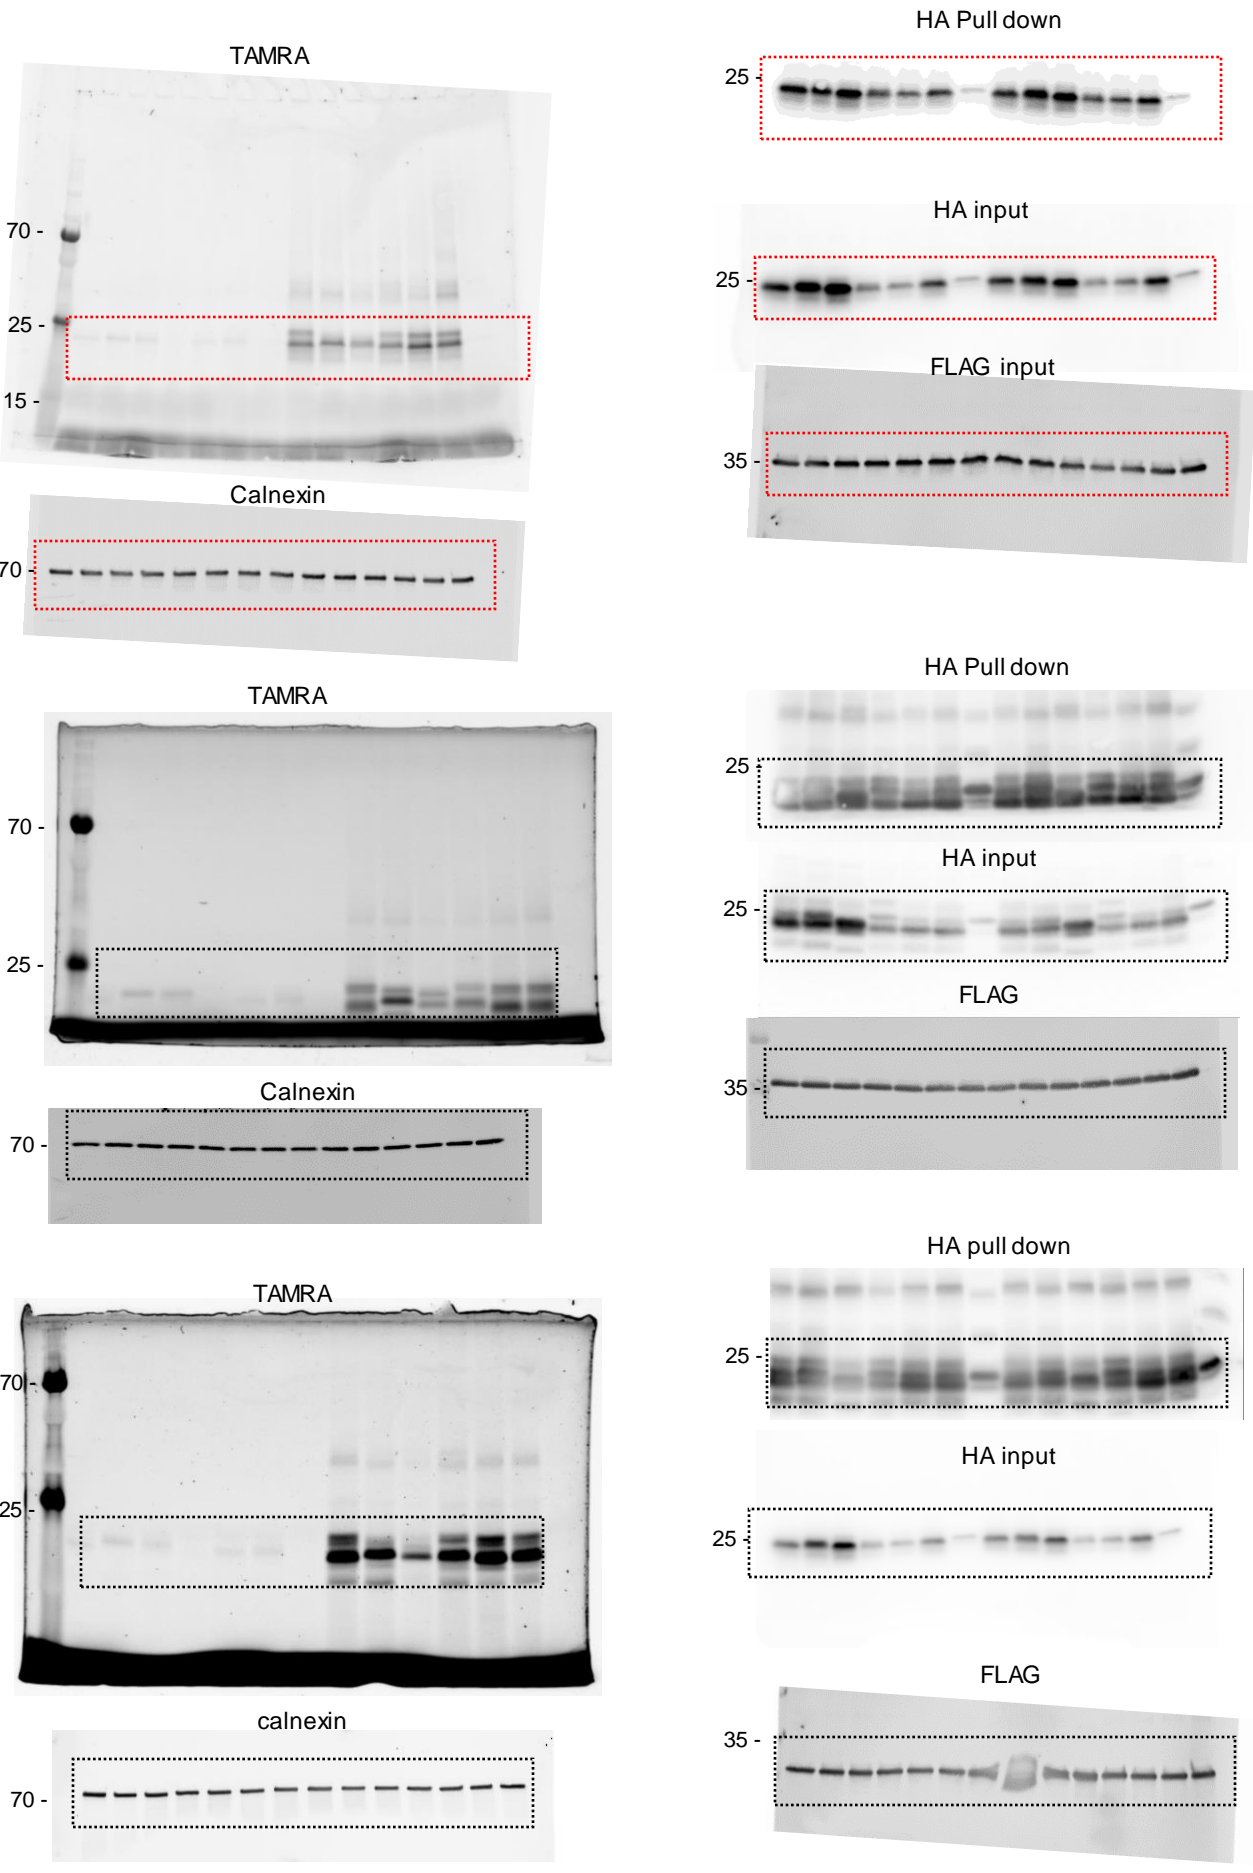 TAMRA
70 -
25 -
15 -
Calnexin
70 -
HA Pull down
25 -
HA input
25 -
FLAG input
35 -
TAMRA
70 -
25 -
Calnexin
70 -
HA Pull down
25 -
HA input
25 -
FLAG
35 -
TAMRA
70 -
25 -
calnexin
70 -
HA pull down
25 -
HA input
25 -
FLAG
35 -